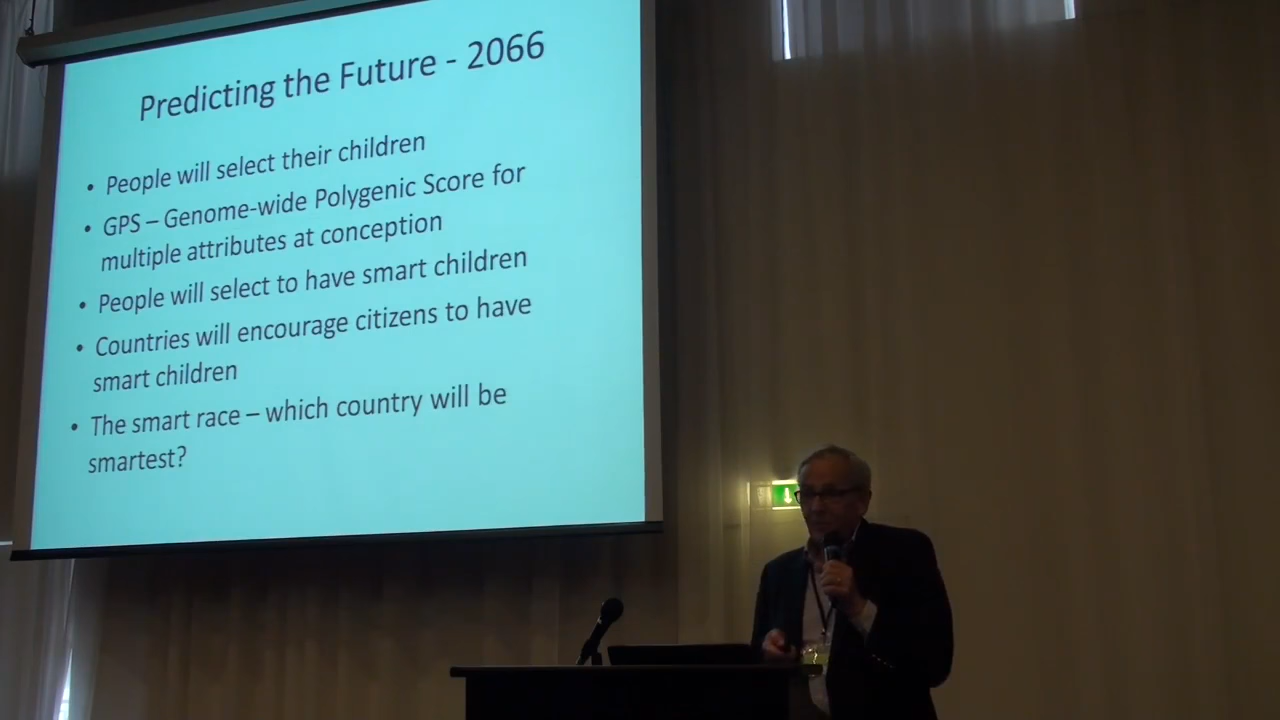 Predicting the Future - 2066
• People will select their children
• GPS – Genome-wide Polygenic Score for
multiple attributes at conception
• People will select to have smart children
• Countries will encourage citizens to have
smart children
• The smart race – which country will be
smartest?